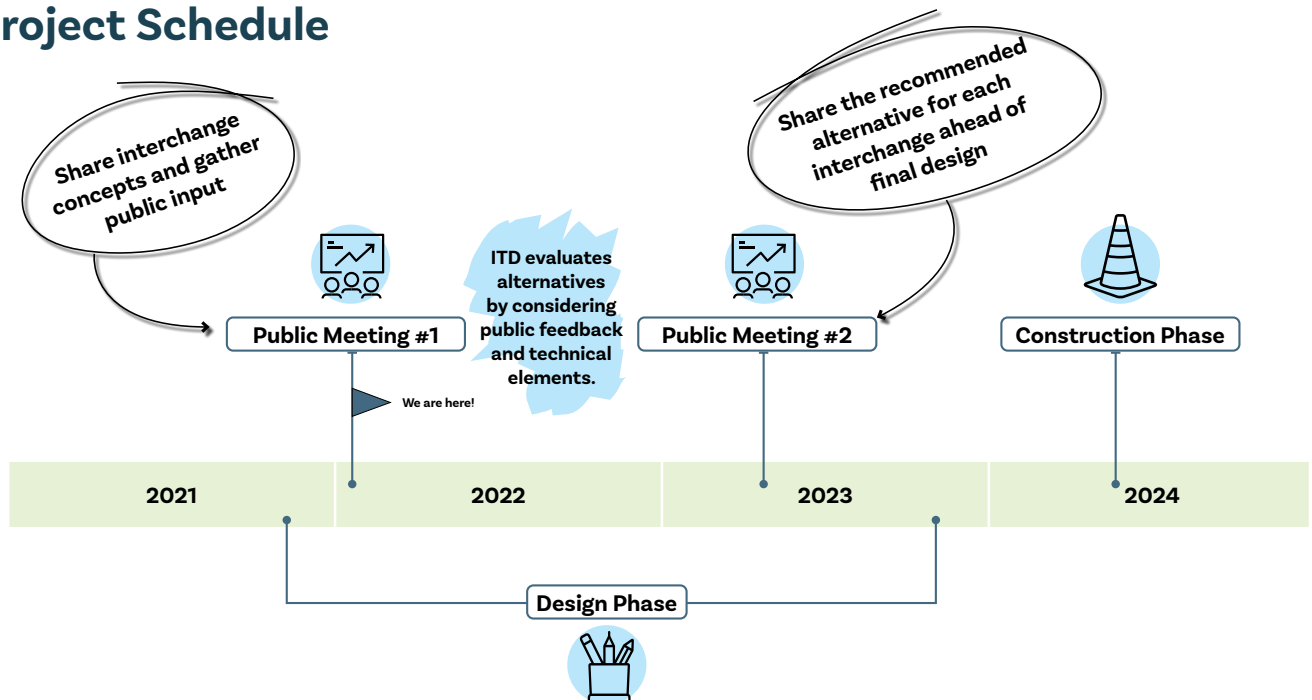 roject Schedule
Share interchange
concepts and gather
public input
Share the recommended
alternative for each
interchange ahead of
final design
ITD evaluates
alternatives
by considering
public feedback
and technical
elements.
Public Meeting #1
Public Meeting #2
Construction Phase
We are here!
2021
2022
2023
2024
Design Phase